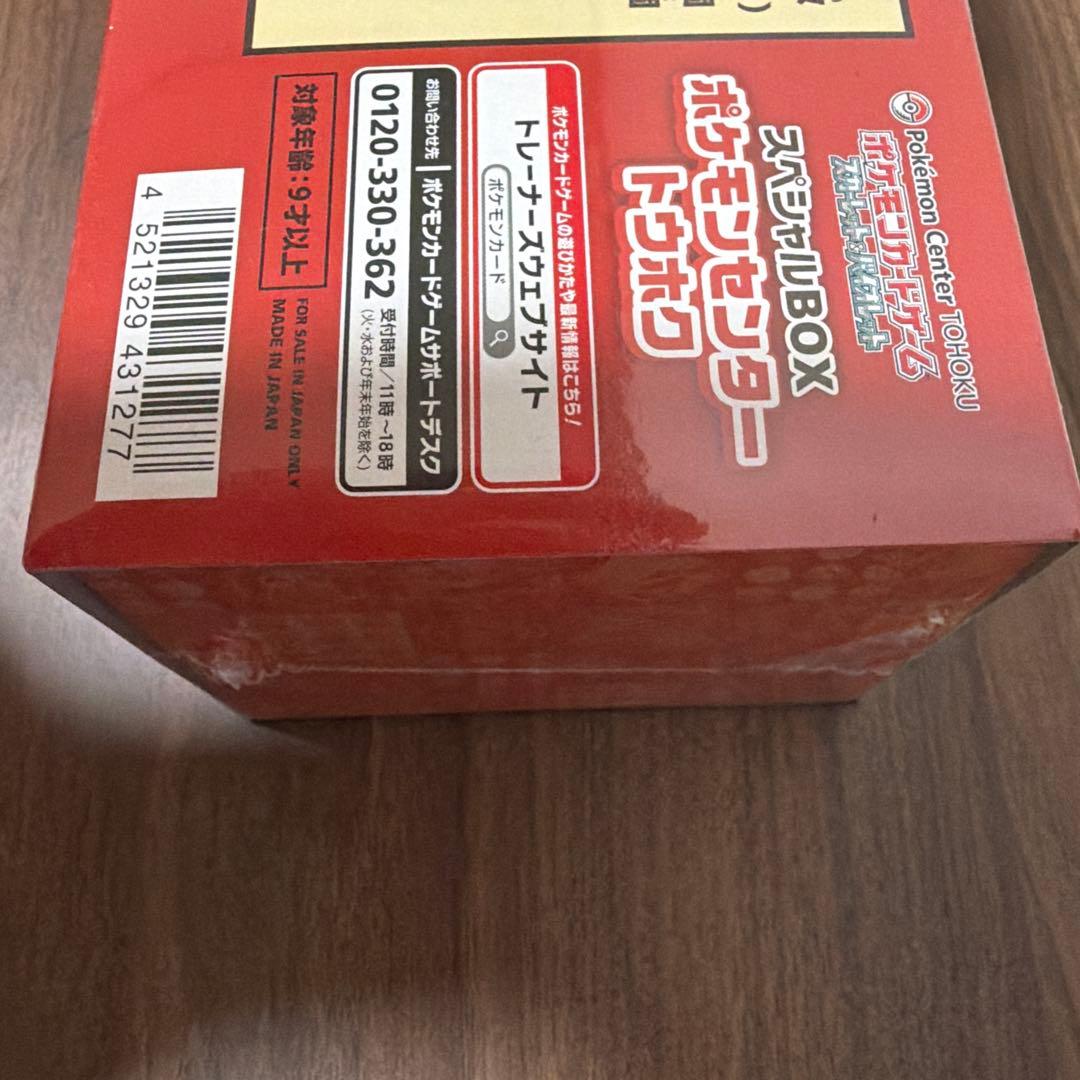 Pokémon Center TOHOKU
ポケモンカードゲーム
スカーレット&バイオレット
スペシャルBOX
ポケモンセンター
トウホク
ポケモンカードゲームの遊びかたや最新情報はこちら!
トレーナーズウェブサイト
ポケモンカード
お問い合わせ先 ポケモンカードゲームサポートデスク
0120-330-362 受付時間/11時~18時
(火・水および年末年始を除く)
対象年齢:9才以上
FOR SALE IN JAPAN ONLY
MADE IN JAPAN
4 521329 431277